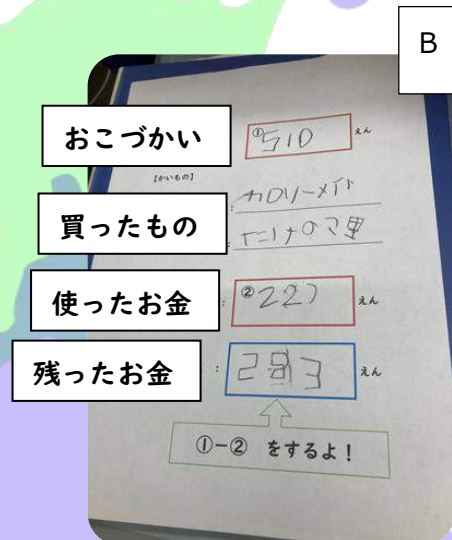 B
おこづかい ①510 えん
[かいもの]
買ったもの : カロリーメイト
使ったお金 : ②227 えん
残ったお金 : 283 えん
①−② をするよ！